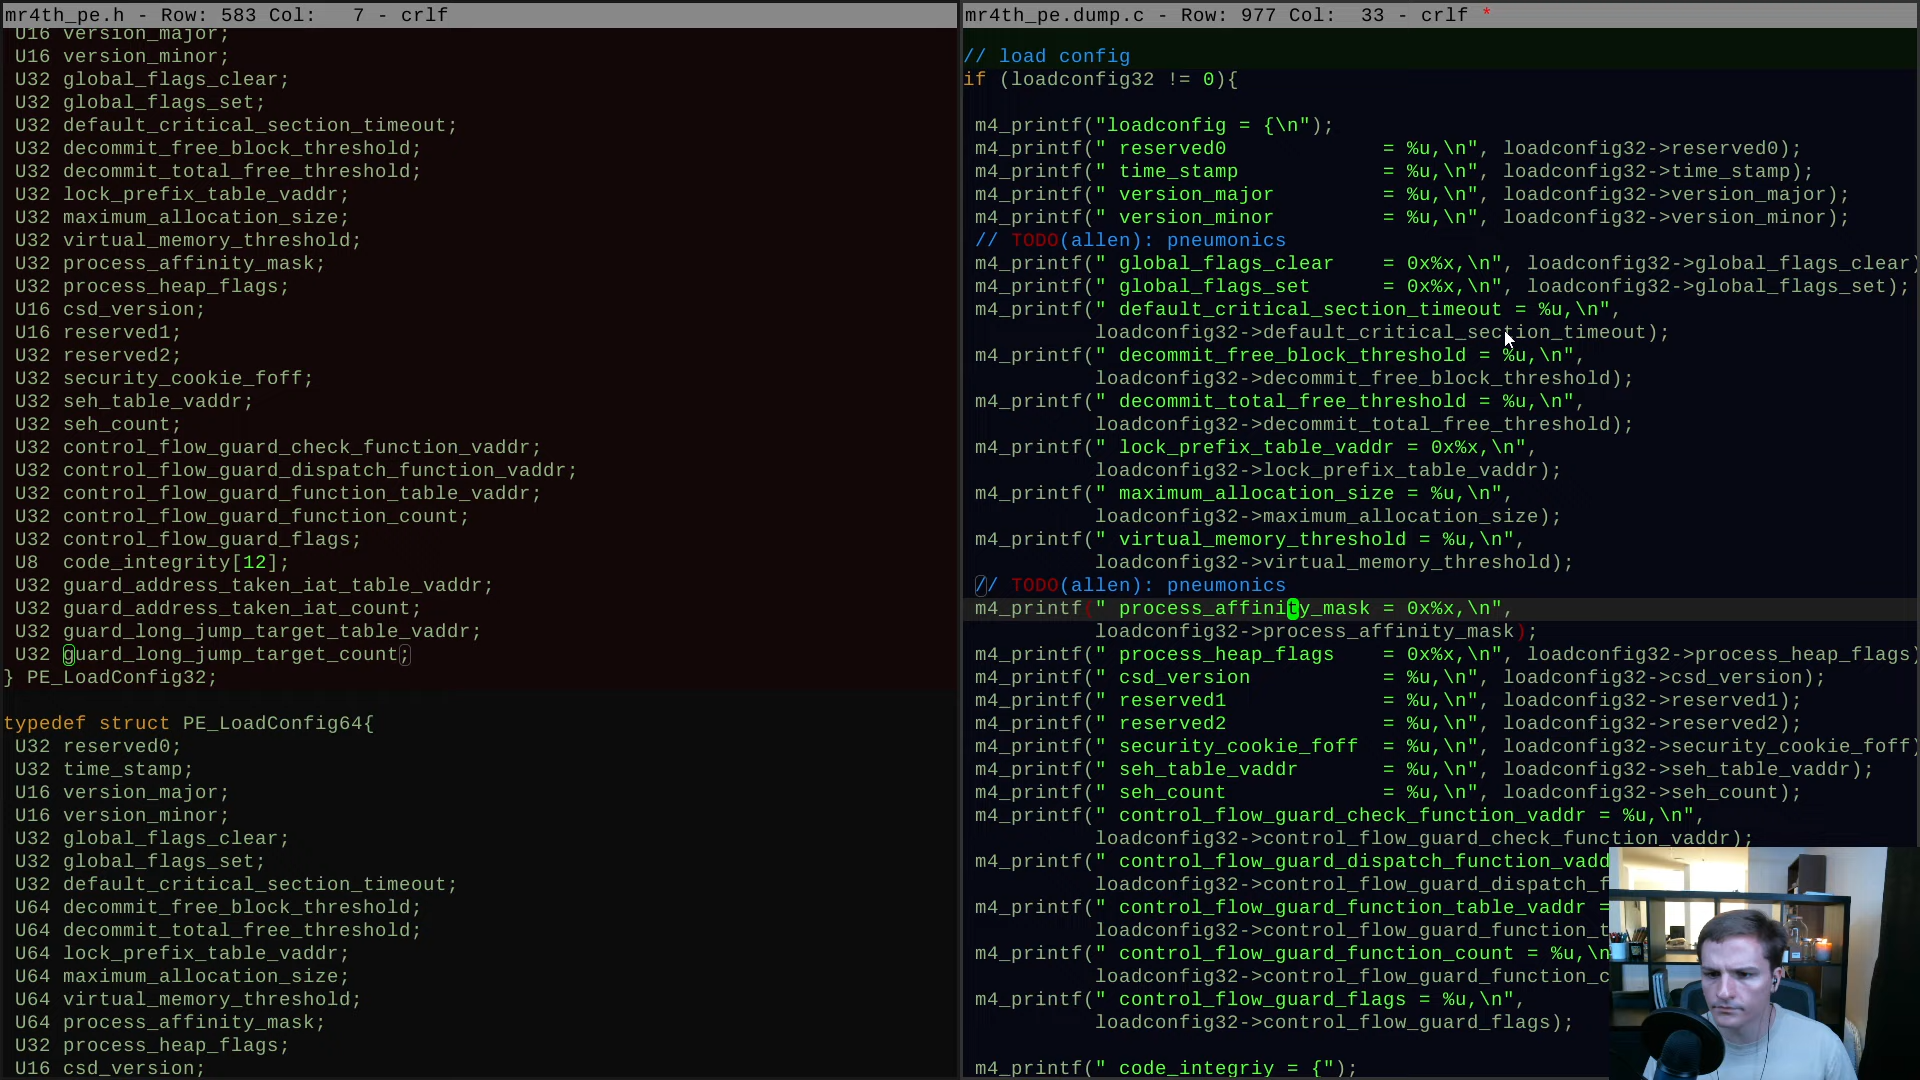 mr4th_pe.h - Row: 583 Col:   7 - crlf
U16 version_major;
U16 version_minor;
U32 global_flags_clear;
U32 global_flags_set;
U32 default_critical_section_timeout;
U32 decommit_free_block_threshold;
U32 decommit_total_free_threshold;
U32 lock_prefix_table_vaddr;
U32 maximum_allocation_size;
U32 virtual_memory_threshold;
U32 process_affinity_mask;
U32 process_heap_flags;
U16 csd_version;
U16 reserved1;
U32 reserved2;
U32 security_cookie_foff;
U32 seh_table_vaddr;
U32 seh_count;
U32 control_flow_guard_check_function_vaddr;
U32 control_flow_guard_dispatch_function_vaddr;
U32 control_flow_guard_function_table_vaddr;
U32 control_flow_guard_function_count;
U32 control_flow_guard_flags;
U8  code_integrity[12];
U32 guard_address_taken_iat_table_vaddr;
U32 guard_address_taken_iat_count;
U32 guard_long_jump_target_table_vaddr;
U32 guard_long_jump_target_count;
} PE_LoadConfig32;
typedef struct PE_LoadConfig64{
U32 reserved0;
U32 time_stamp;
U16 version_major;
U16 version_minor;
U32 global_flags_clear;
U32 global_flags_set;
U32 default_critical_section_timeout;
U64 decommit_free_block_threshold;
U64 decommit_total_free_threshold;
U64 lock_prefix_table_vaddr;
U64 maximum_allocation_size;
U64 virtual_memory_threshold;
U64 process_affinity_mask;
U32 process_heap_flags;
U16 csd_version;
mr4th_pe.dump.c - Row: 977 Col:  33 - crlf *
// load config
if (loadconfig32 != 0){
m4_printf("loadconfig = {\n");
m4_printf(" reserved0             = %u,\n", loadconfig32->reserved0);
m4_printf(" time_stamp            = %u,\n", loadconfig32->time_stamp);
m4_printf(" version_major         = %u,\n", loadconfig32->version_major);
m4_printf(" version_minor         = %u,\n", loadconfig32->version_minor);
// TODO(allen): pneumonics
m4_printf(" global_flags_clear    = 0x%x,\n", loadconfig32->global_flags_clear)
m4_printf(" global_flags_set      = 0x%x,\n", loadconfig32->global_flags_set);
m4_printf(" default_critical_section_timeout = %u,\n",
loadconfig32->default_critical_section_timeout);
m4_printf(" decommit_free_block_threshold = %u,\n",
loadconfig32->decommit_free_block_threshold);
m4_printf(" decommit_total_free_threshold = %u,\n",
loadconfig32->decommit_total_free_threshold);
m4_printf(" lock_prefix_table_vaddr = 0x%x,\n",
loadconfig32->lock_prefix_table_vaddr);
m4_printf(" maximum_allocation_size = %u,\n",
loadconfig32->maximum_allocation_size);
m4_printf(" virtual_memory_threshold = %u,\n",
loadconfig32->virtual_memory_threshold);
// TODO(allen): pneumonics
m4_printf(" process_affinity_mask = 0x%x,\n",
loadconfig32->process_affinity_mask);
m4_printf(" process_heap_flags    = 0x%x,\n", loadconfig32->process_heap_flags)
m4_printf(" csd_version           = %u,\n", loadconfig32->csd_version);
m4_printf(" reserved1             = %u,\n", loadconfig32->reserved1);
m4_printf(" reserved2             = %u,\n", loadconfig32->reserved2);
m4_printf(" security_cookie_foff  = %u,\n", loadconfig32->security_cookie_foff)
m4_printf(" seh_table_vaddr       = %u,\n", loadconfig32->seh_table_vaddr);
m4_printf(" seh_count             = %u,\n", loadconfig32->seh_count);
m4_printf(" control_flow_guard_check_function_vaddr = %u,\n",
loadconfig32->control_flow_guard_check_function_vaddr);
m4_printf(" control_flow_guard_dispatch_function_vadd
loadconfig32->control_flow_guard_dispatch_f
m4_printf(" control_flow_guard_function_table_vaddr =
loadconfig32->control_flow_guard_function_t
m4_printf(" control_flow_guard_function_count = %u,\n
loadconfig32->control_flow_guard_function_c
m4_printf(" control_flow_guard_flags = %u,\n",
loadconfig32->control_flow_guard_flags);
m4_printf(" code_integriy = {");